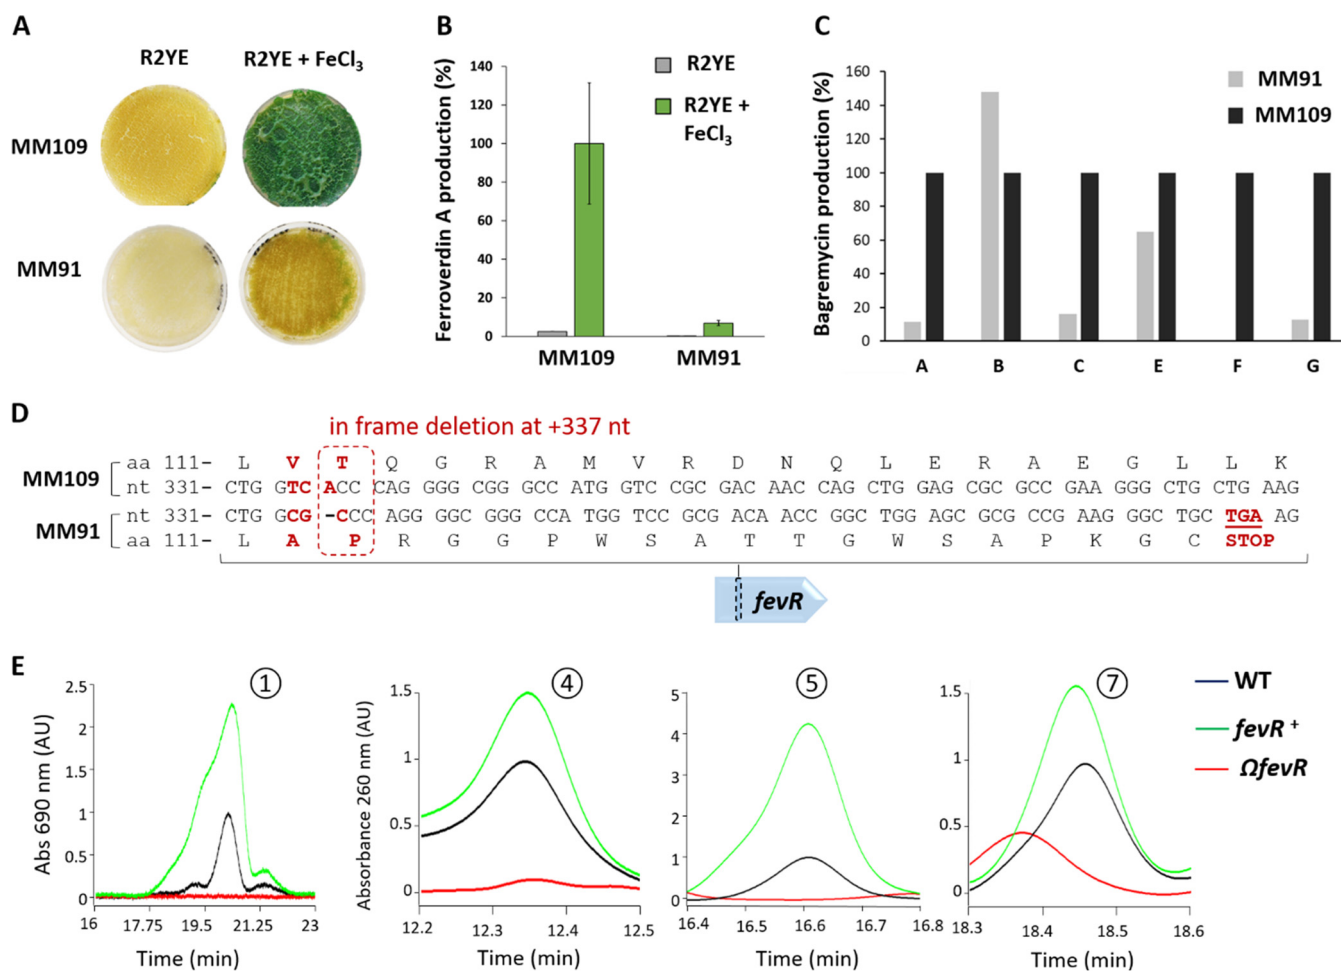 A
R2YE
R2YE + FeCl3
MM109
MM91
B
Ferroverdin A production (%)
140
120
100
80
60
40
20
0
R2YE
R2YE +
FeCl3
MM109
MM91
C
Bagremycin production (%)
160
140
120
100
80
60
40
20
0
MM91
MM109
A
B
C
E
F
G
D
in frame deletion at +337 nt
MM109
aa 111- L V T Q G R A M V R D N Q L E R A E G L L K
nt 331- CTG GTC ACC CAG GGG CGG GCC ATG GTC CGC GAC AAC CAG CTG GAG CGC GCC GAA GGG CTG CTG AAG
MM91
nt 331- CTG GCG -CCC AGG GGC GGG CCA TGG TCC GCG ACA ACC GGC TGG AGC GCG CCG AAG GGC TGC TGA AG
aa 111- L A P R G G P W S A T T G W S A P K G C STOP
fevR
E
Abs 690 nm (AU)
2.5
2
1.5
1
0.5
0
16
17.75
19.5
21.25
23
Time (min)
1
Absorbance 260 nm (AU)
1.5
1
0.5
0
12.2
12.3
12.4
12.5
Time (min)
4
5
4
3
2
1
0
16.4
16.5
16.6
16.7
16.8
Time (min)
5
1.5
1
0.5
0
18.3
18.4
18.5
18.6
Time (min)
7
WT
fevR +
ΩfevR